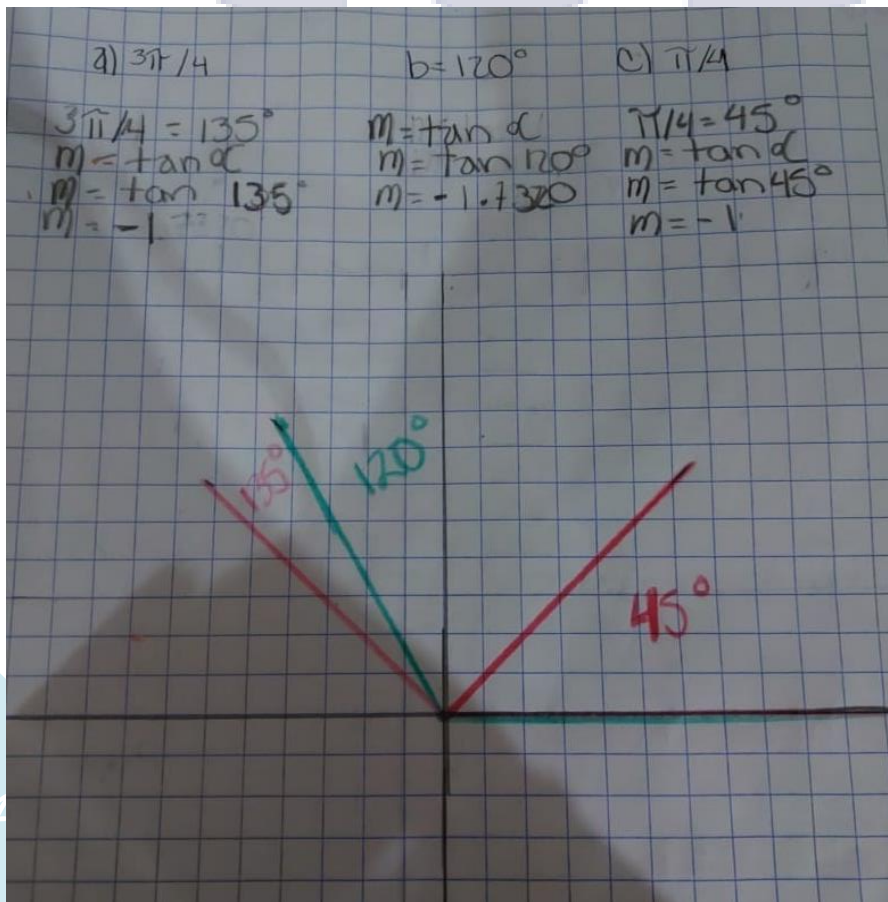 a) 3π/4
3π/4 = 135°
m = tan α
m = tan 135°
m = -1
b = 120°
m = tan α
m = tan 120°
m = -1.7320
c) π/4
π/4 = 45°
m = tan α
m = tan 45°
m = -1
135°
120°
45°